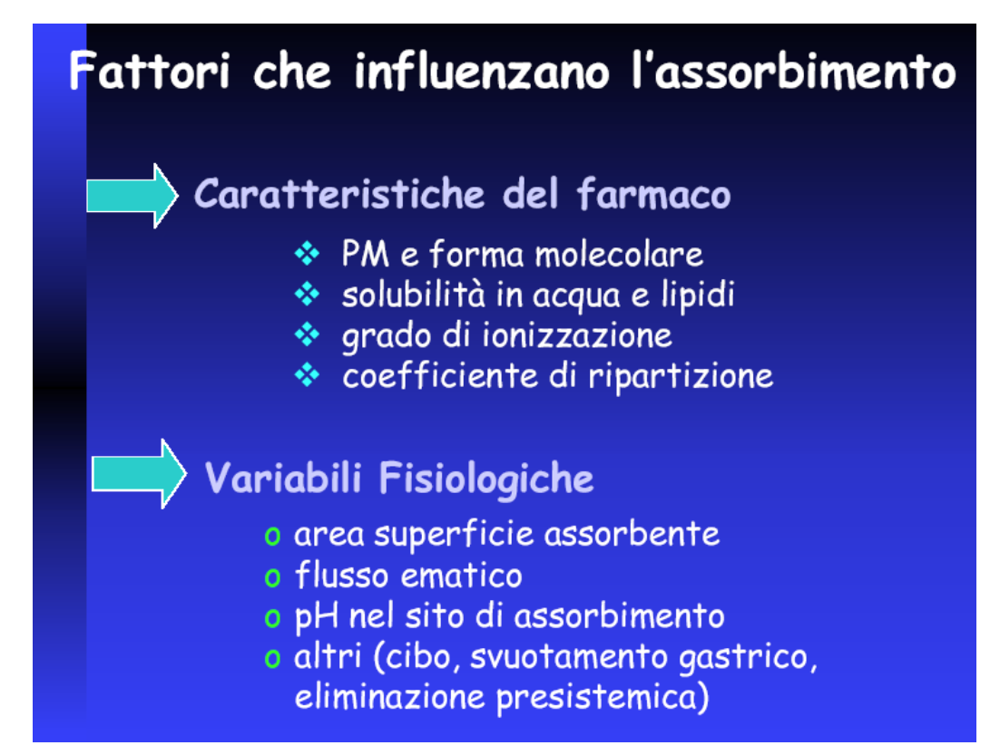 Fattori che influenzano l'assorbimento
Caratteristiche del farmaco
PM e forma molecolare
solubilità in acqua e lipidi
grado di ionizzazione
coefficiente di ripartizione
Variabili Fisiologiche
o area superficie assorbente
o flusso ematico
o pH nel sito di assorbimento
o altri (cibo, svuotamento gastrico,
eliminazione presistemica)